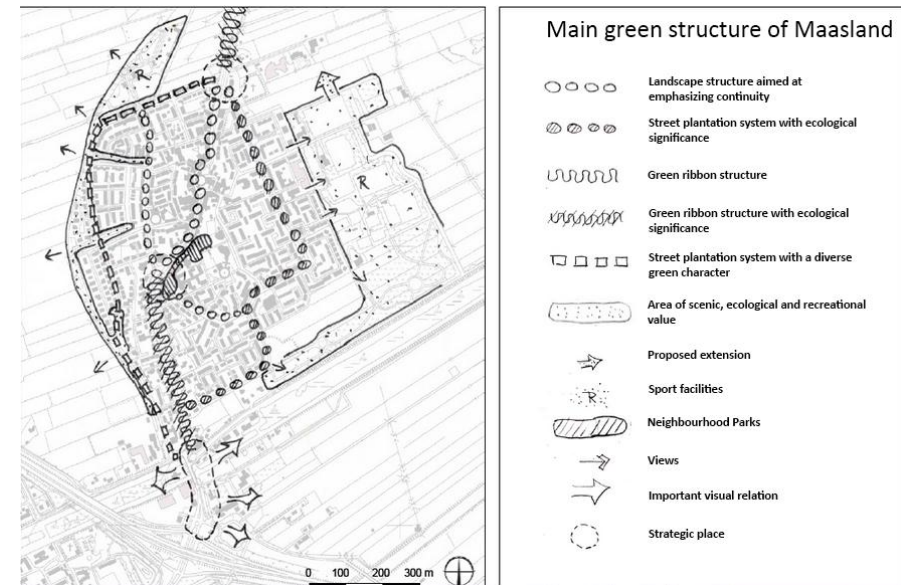 R
R
0 100 200 300 m
Main green structure of Maasland
Landscape structure aimed at
emphasizing continuity
Street plantation system with ecological
significance
Green ribbon structure
Green ribbon structure with ecological
significance
Street plantation system with a diverse
green character
Area of scenic, ecological and recreational
value
Proposed extension
Sport facilities
R
Neighbourhood Parks
Views
Important visual relation
Strategic place